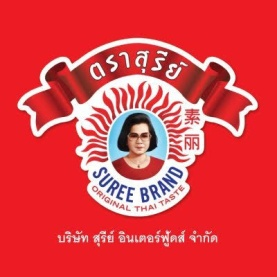 ตราสุรีย์
素丽
SUREE BRAND
ORIGINAL THAI TASTE
บริษัท สุรีย์ อินเตอร์ฟู้ดส์ จำกัด